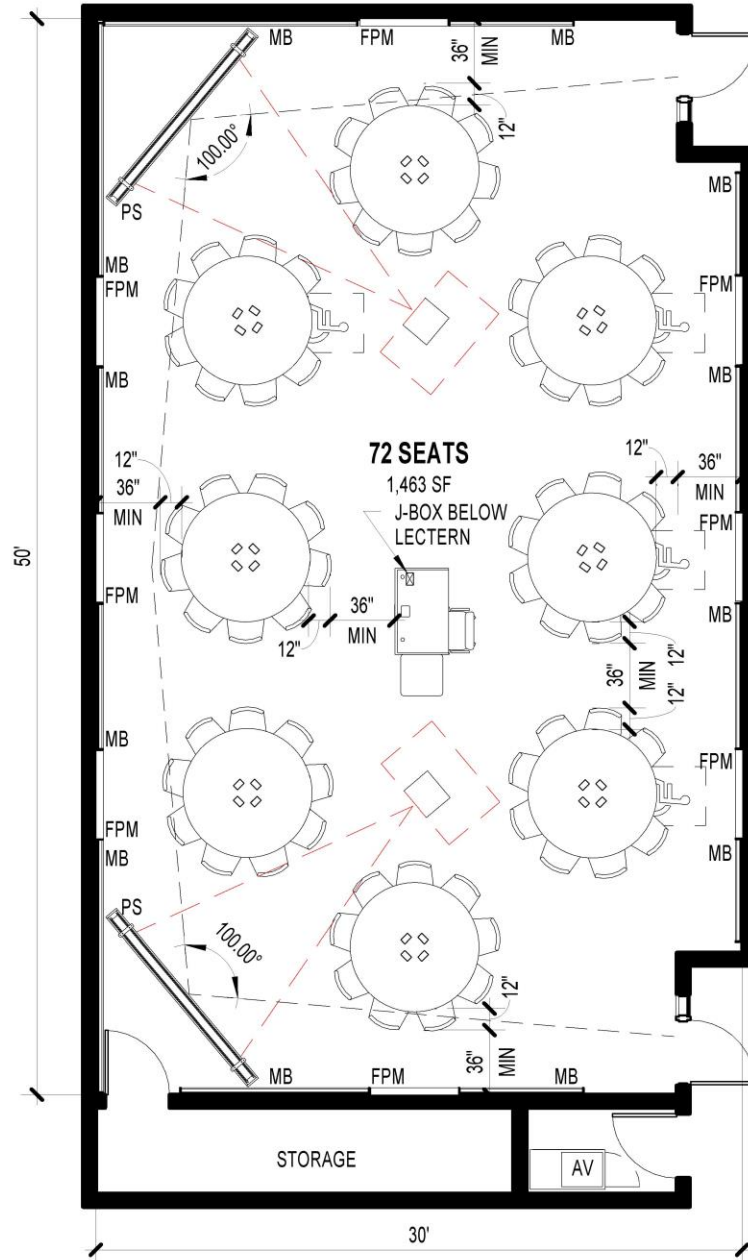 MB
FPM
MB
36"
MIN
12"
100.00°
PS
MB
MB
FPM
FPM
MB
MB
72 SEATS
1,463 SF
J-BOX BELOW
LECTERN
12"
36"
MIN
12"
36"
MIN
FPM
FPM
50'
36"
MIN
12"
MB
12"
36"
MIN
12"
MB
FPM
FPM
MB
MB
PS
100.00°
12"
36"
MIN
MB
FPM
MB
STORAGE
AV
30'